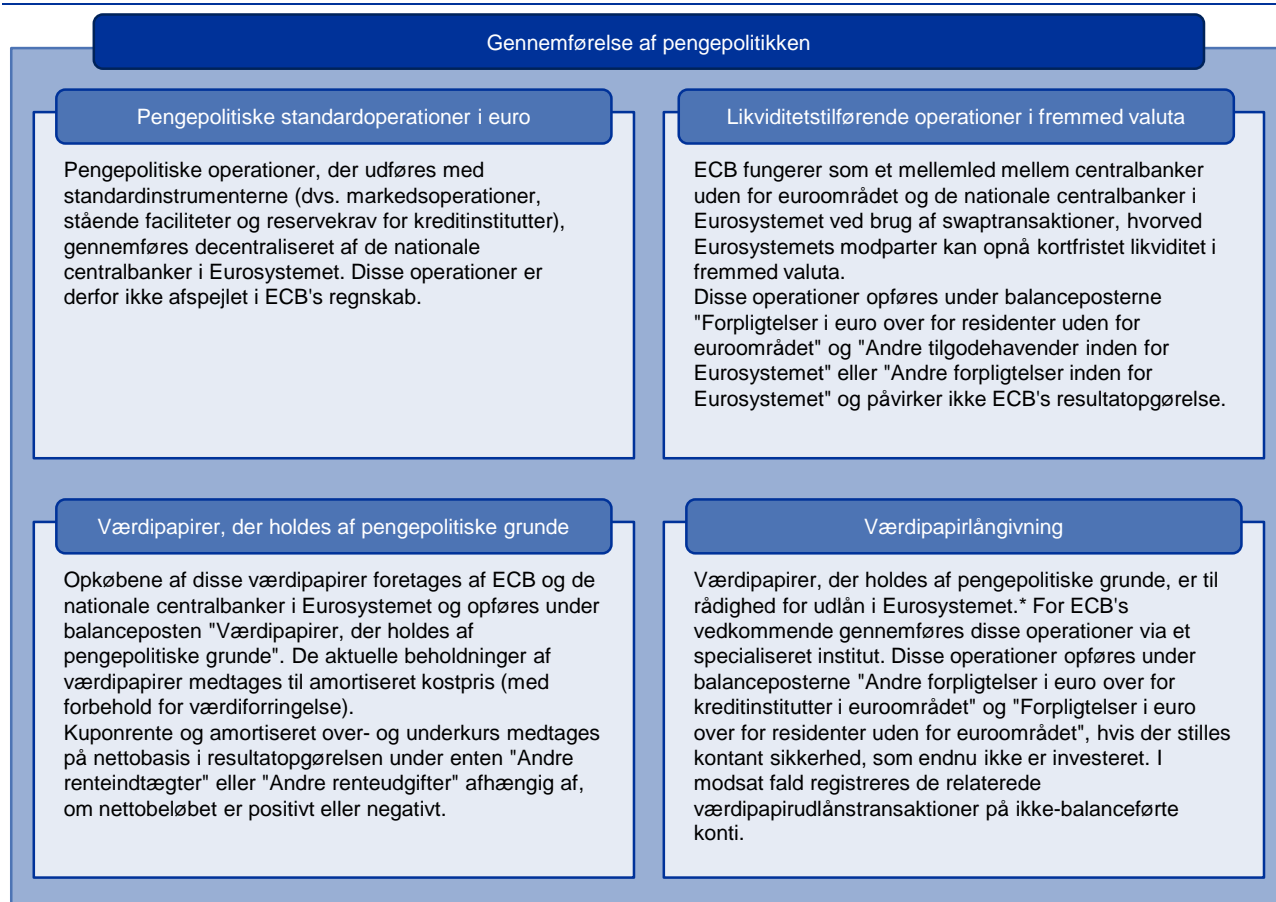 Gennemførelse af pengepolitikken
Pengepolitiske standardoperationer i euro
Pengepolitiske operationer, der udføres med
standardinstrumenterne (dvs. markedsoperationer,
stående faciliteter og reservekrav for kreditinstitutter),
gennemføres decentraliseret af de nationale
centralbanker i Eurosystemet. Disse operationer er
derfor ikke afspejlet i ECB's regnskab.
Likviditetstilførende operationer i fremmed valuta
ECB fungerer som et mellemled mellem centralbanker
uden for euroområdet og de nationale centralbanker i
Eurosystemet ved brug af swaptransaktioner, hvorved
Eurosystemets modparter kan opnå kortfristet likviditet i
fremmed valuta.
Disse operationer opføres under balanceposterne
"Forpligtelser i euro over for residenter uden for
euroområdet" og "Andre tilgodehavender inden for
Eurosystemet" eller "Andre forpligtelser inden for
Eurosystemet" og påvirker ikke ECB's resultatopgørelse.
Værdipapirer, der holdes af pengepolitiske grunde
Opkøbene af disse værdipapirer foretages af ECB og de
nationale centralbanker i Eurosystemet og opføres under
balanceposten "Værdipapirer, der holdes af
pengepolitiske grunde". De aktuelle beholdninger af
værdipapirer medtages til amortiseret kostpris (med
forbehold for værdiforringelse).
Kuponrente og amortiseret over- og underkurs medtages
på nettobasis i resultatopgørelsen under enten "Andre
renteindtægter" eller "Andre renteudgifter" afhængig af,
om nettobeløbet er positivt eller negativt.
Værdipapirlångivning
Værdipapirer, der holdes af pengepolitiske grunde, er til
rådighed for udlån i Eurosystemet.* For ECB's
vedkommende gennemføres disse operationer via et
specialiseret institut. Disse operationer opføres under
balanceposterne "Andre forpligtelser i euro over for
kreditinstitutter i euroområdet" og "Forpligtelser i euro
over for residenter uden for euroområdet", hvis der stilles
kontant sikkerhed, som endnu ikke er investeret. I
modsat fald registreres de relaterede
værdipapirudlånstransaktioner på ikke-balanceførte
konti.